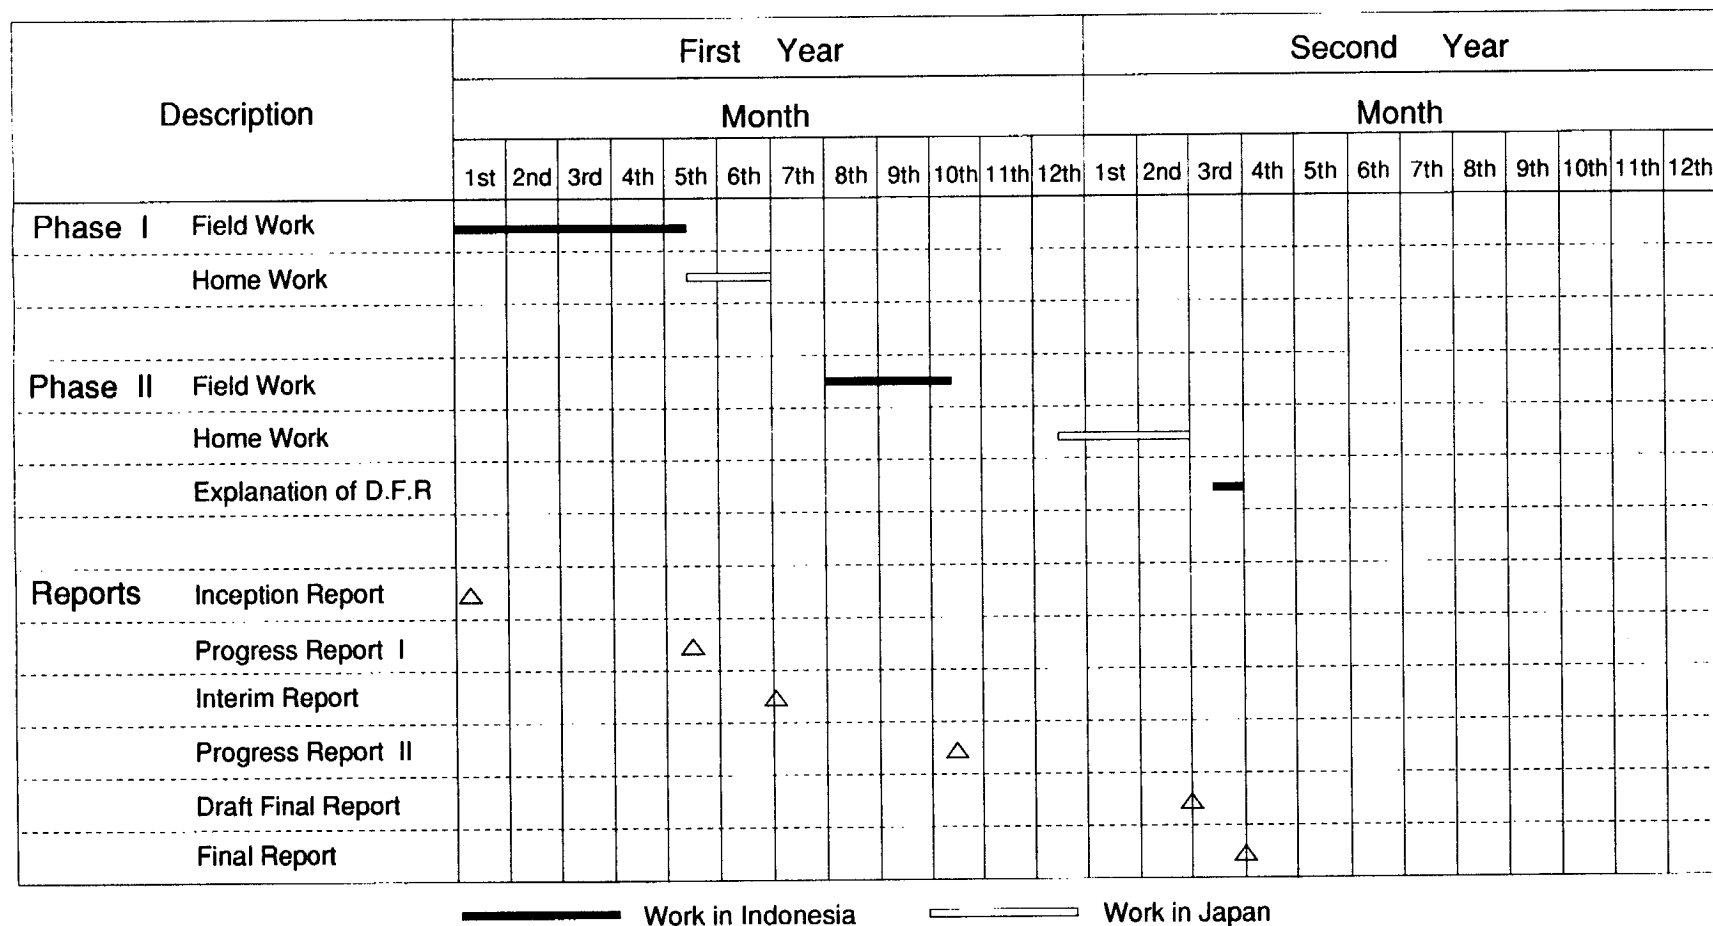 First Year Second Year
Description Month Month
1st 2nd 3rd 4th 5th 6th 7th 8th 9th 10th 11th 12th 1st 2nd 3rd 4th 5th 6th 7th 8th 9th 10th 11th 12th
Phase I Field Work
Home Work
Phase II Field Work
Home Work
Explanation of D.F.R
Reports Inception Report
Progress Report I
Interim Report
Progress Report II
Draft Final Report
Final Report
Work in Indonesia Work in Japan